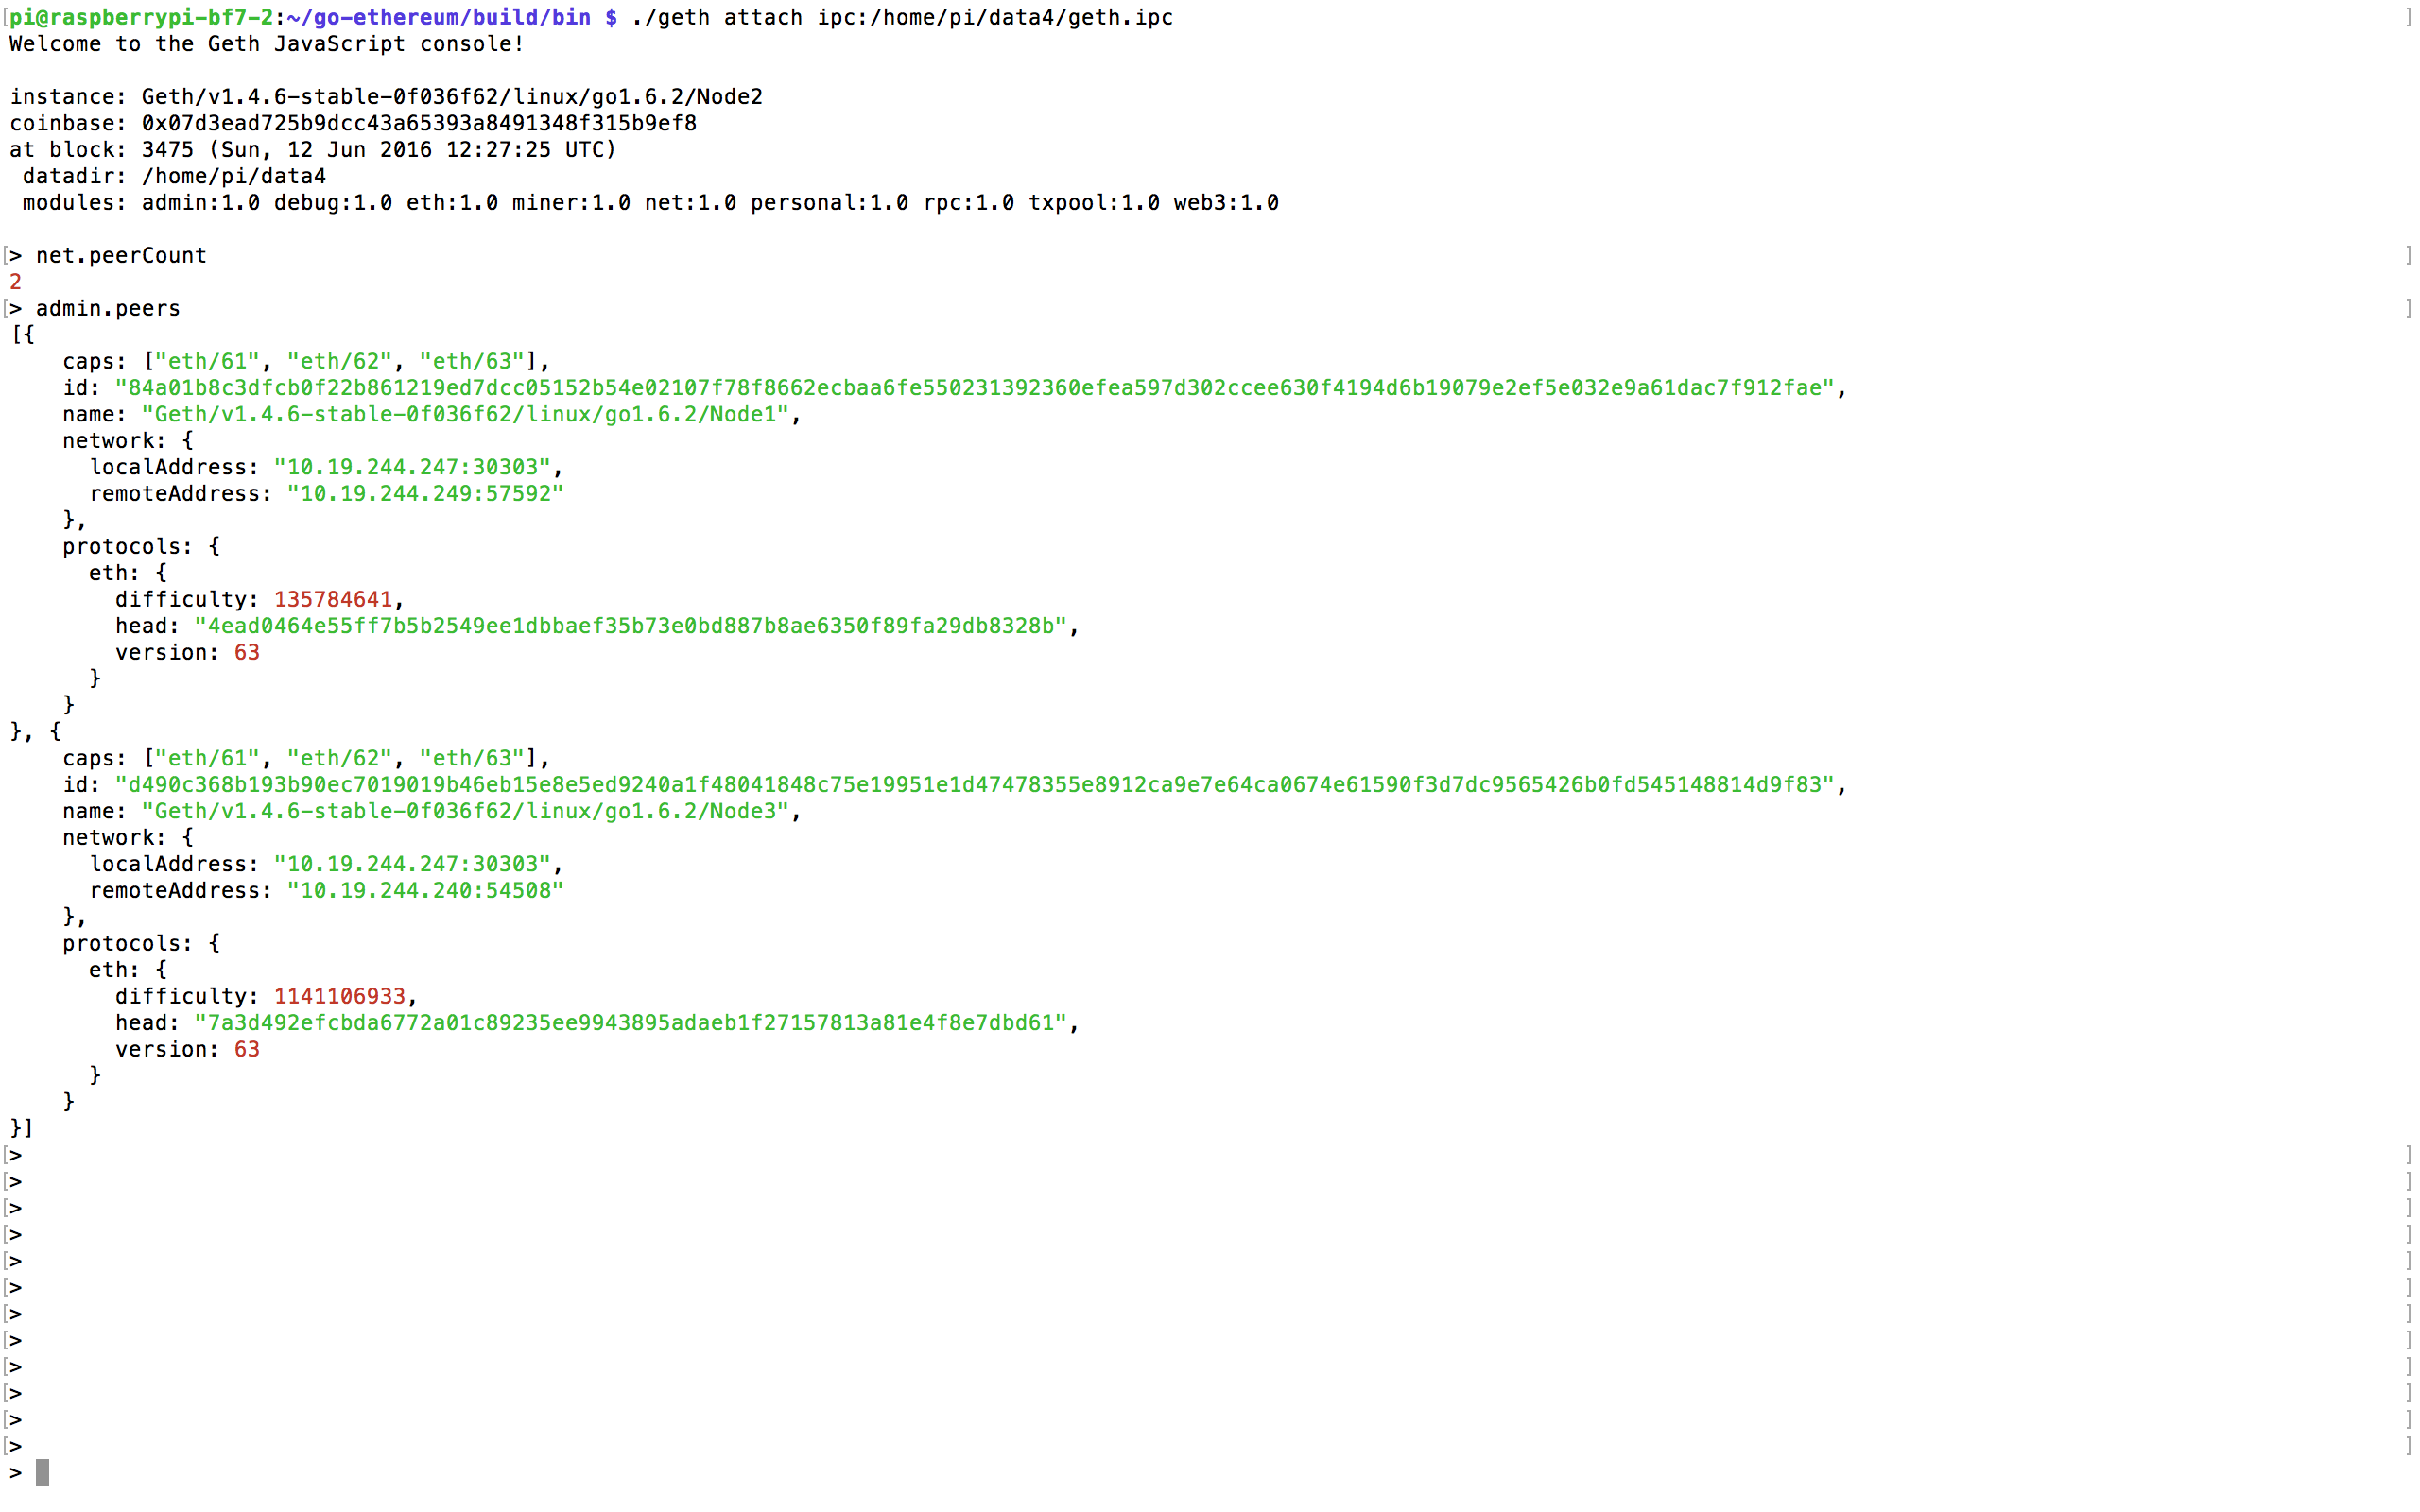 [pi@raspberrypi-bf7-2:~/go-ethereum/build/bin $ ./geth attach ipc:/home/pi/data4/geth.ipc ]
Welcome to the Geth JavaScript console!
instance: Geth/v1.4.6-stable-0f036f62/linux/go1.6.2/Node2
coinbase: 0x07d3ead725b9dcc43a65393a8491348f315b9ef8
at block: 3475 (Sun, 12 Jun 2016 12:27:25 UTC)
datadir: /home/pi/data4
modules: admin:1.0 debug:1.0 eth:1.0 miner:1.0 net:1.0 personal:1.0 rpc:1.0 txpool:1.0 web3:1.0
[> net.peerCount ]
2
[> admin.peers ]
[{
caps: ["eth/61", "eth/62", "eth/63"],
id: "84a01b8c3dfcb0f22b861219ed7dcc05152b54e02107f78f8662ecbaa6fe550231392360efea597d302ccee630f4194d6b19079e2ef5e032e9a61dac7f912fae",
name: "Geth/v1.4.6-stable-0f036f62/linux/go1.6.2/Node1",
network: {
localAddress: "10.19.244.247:30303",
remoteAddress: "10.19.244.249:57592"
},
protocols: {
eth: {
difficulty: 135784641,
head: "4ead0464e55ff7b5b2549ee1dbbaef35b73e0bd887b8ae6350f89fa29db8328b",
version: 63
}
}
}, {
caps: ["eth/61", "eth/62", "eth/63"],
id: "d490c368b193b90ec7019019b46eb15e8e5ed9240a1f48041848c75e19951e1d47478355e8912ca9e7e64ca0674e61590f3d7dc9565426b0fd545148814d9f83",
name: "Geth/v1.4.6-stable-0f036f62/linux/go1.6.2/Node3",
network: {
localAddress: "10.19.244.247:30303",
remoteAddress: "10.19.244.240:54508"
},
protocols: {
eth: {
difficulty: 1141106933,
head: "7a3d492efcbda6772a01c89235ee9943895adaeb1f27157813a81e4f8e7dbd61",
version: 63
}
}
}]
[> ]
[> ]
[> ]
[> ]
[> ]
[> ]
[> ]
[> ]
[> ]
[> ]
[> ]
[> ]
>